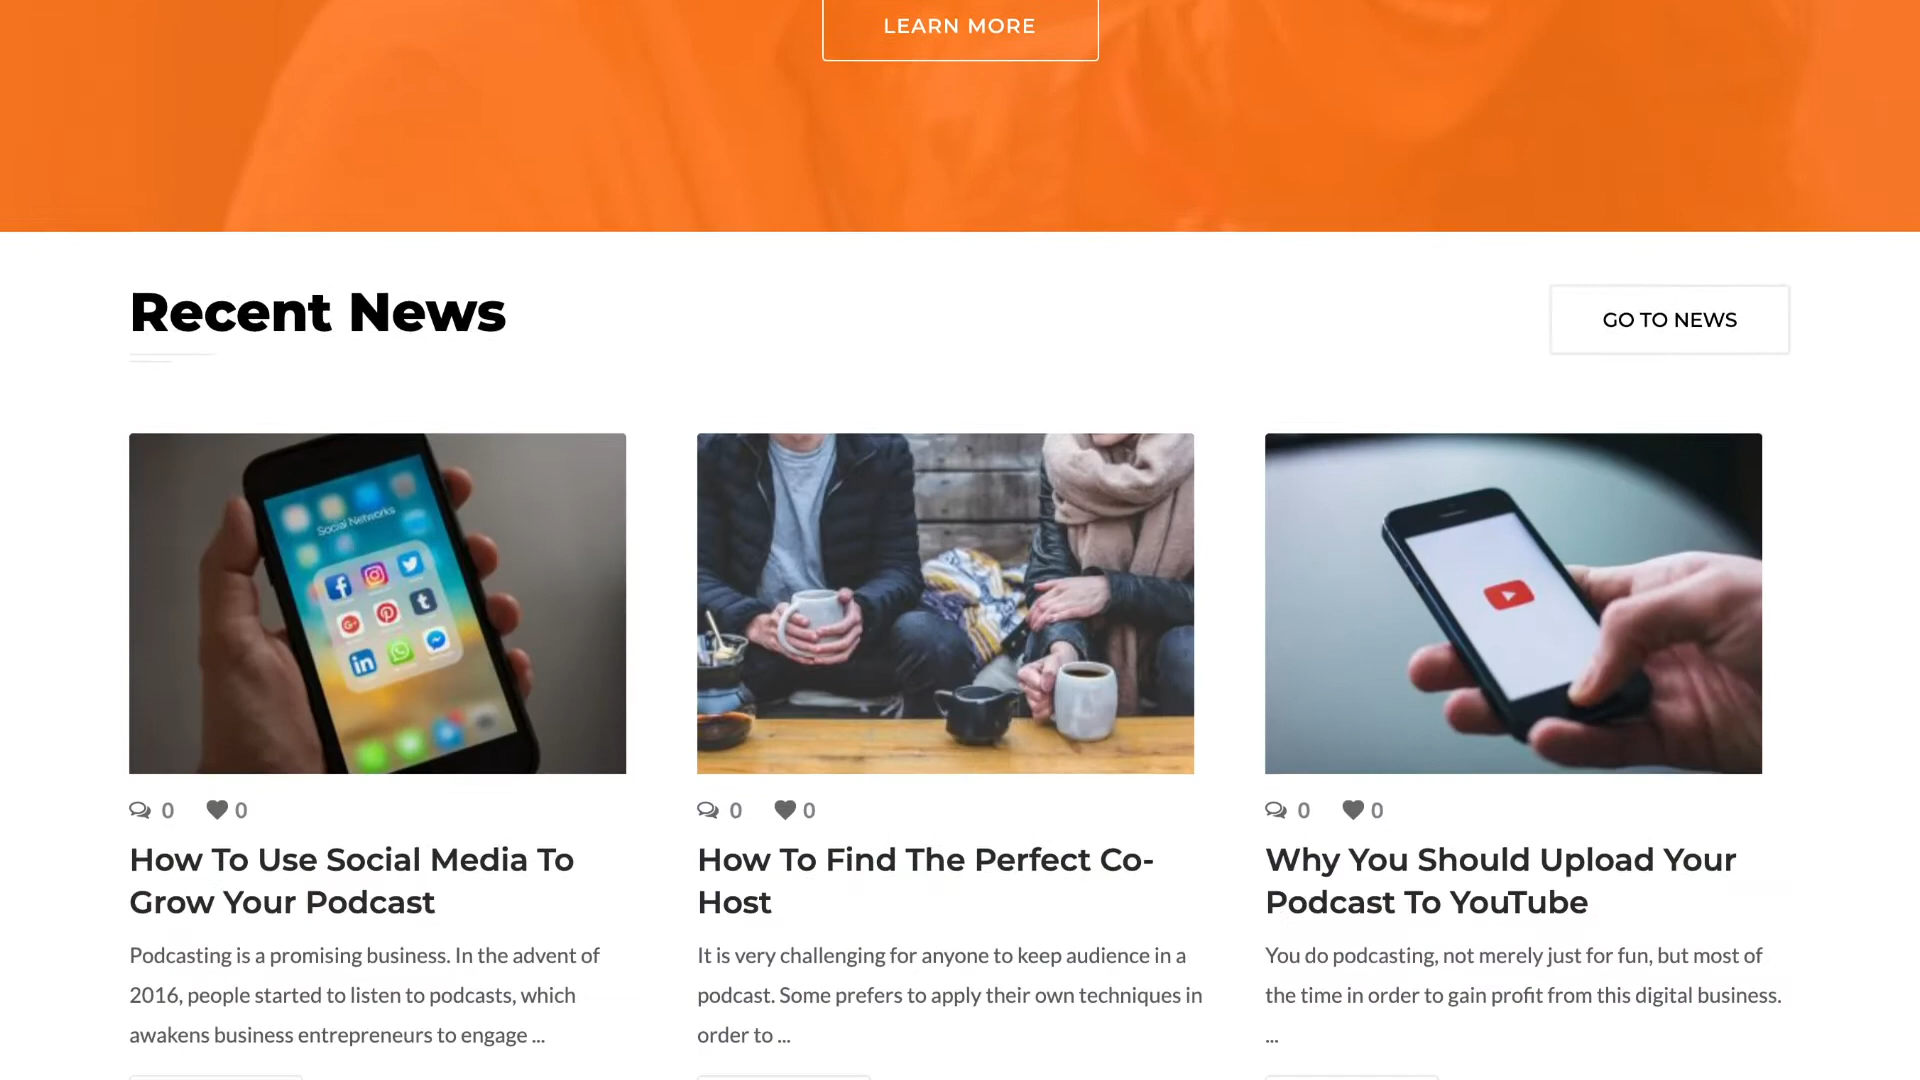 LEARN MORE
Recent News
GO TO NEWS
Social Networks
0 0
0 0
0 0
How To Use Social Media To
Grow Your Podcast
How To Find The Perfect Co-
Host
Why You Should Upload Your
Podcast To YouTube
Podcasting is a promising business. In the advent of
2016, people started to listen to podcasts, which
awakens business entrepreneurs to engage ...
It is very challenging for anyone to keep audience in a
podcast. Some prefers to apply their own techniques in
order to ...
You do podcasting, not merely just for fun, but most of
the time in order to gain profit from this digital business.
...